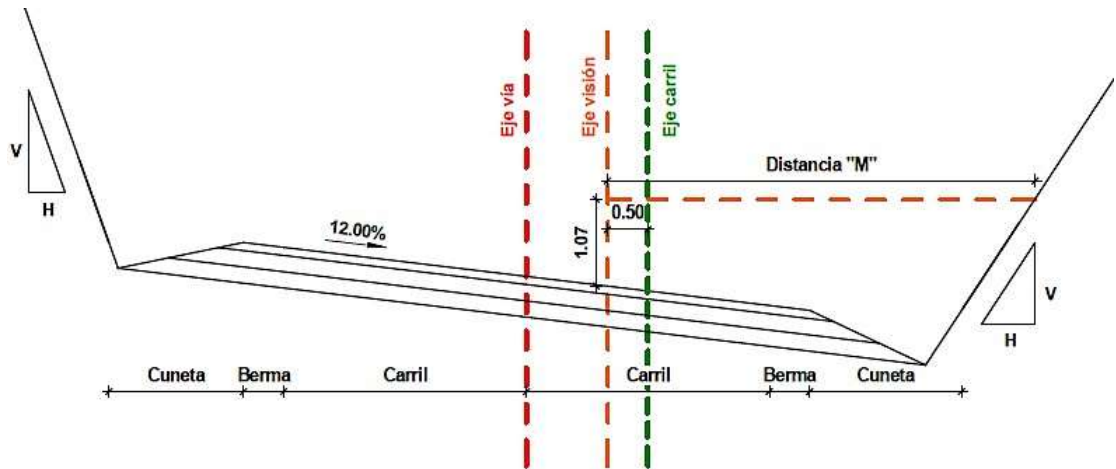 Eje vía
Eje visión
Eje carril
V
H
12.00%
Distancia "M"
0.50
1.07
V
H
Cuneta
Berma
Carril
Carril
Berma
Cuneta